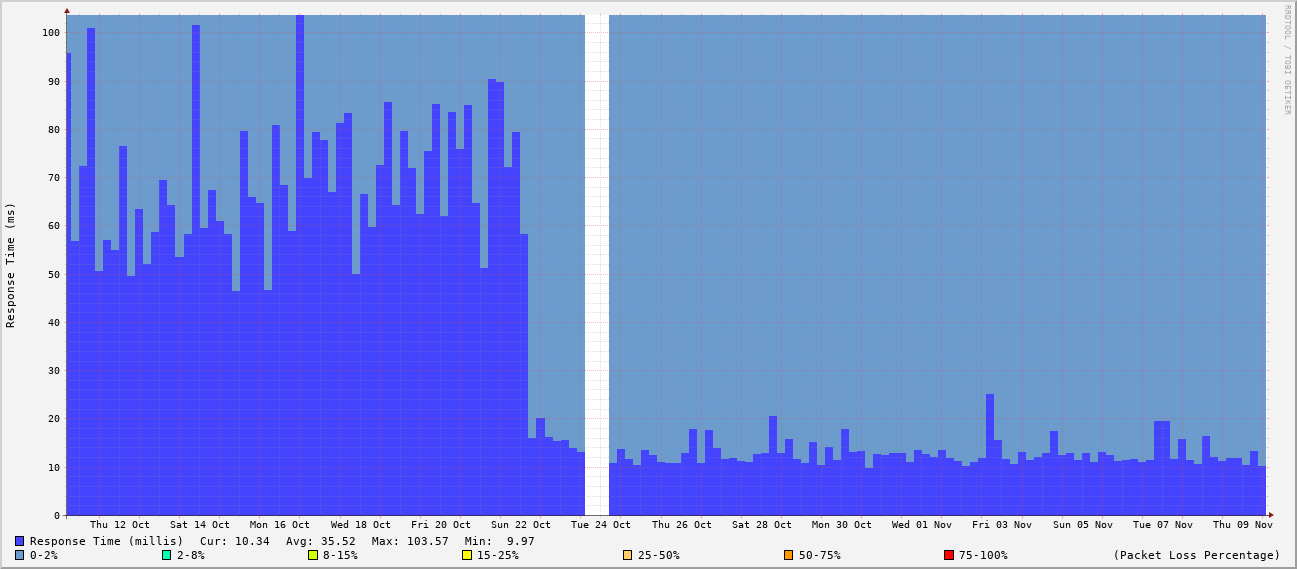 RRDTOOL / TOBI OETIKER
Response Time (ms)
100
90
80
70
60
50
40
30
20
10
0
Thu 12 Oct Sat 14 Oct Mon 16 Oct Wed 18 Oct Fri 20 Oct Sun 22 Oct Tue 24 Oct Thu 26 Oct Sat 28 Oct Mon 30 Oct Wed 01 Nov Fri 03 Nov Sun 05 Nov Tue 07 Nov Thu 09 Nov
Response Time (millis) Cur: 10.34 Avg: 35.52 Max: 103.57 Min: 9.97
0-2% 2-8% 8-15% 15-25% 25-50% 50-75% 75-100% (Packet Loss Percentage)